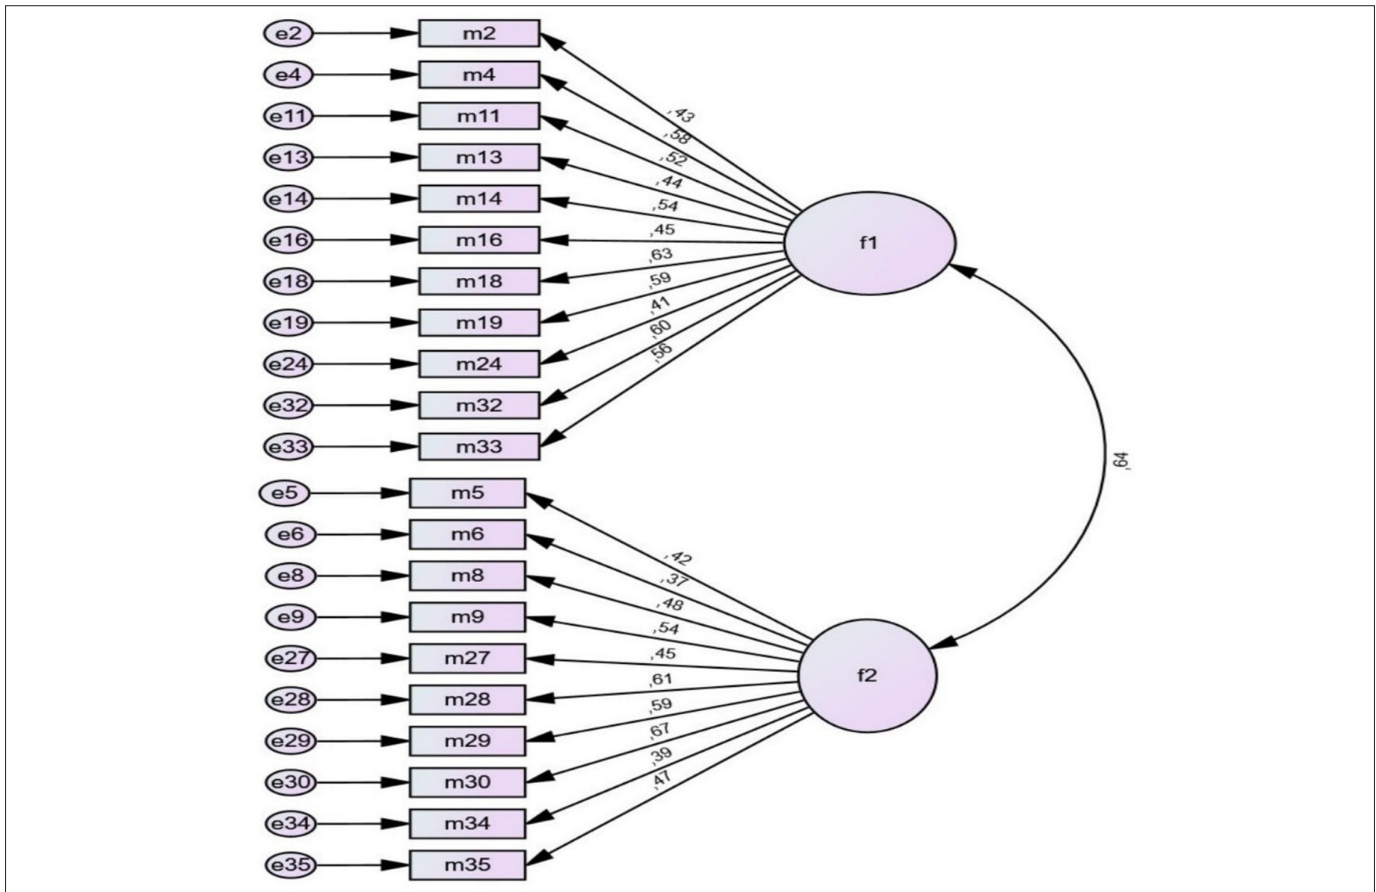 e2 m2
e4 m4
e11 m11
e13 m13
e14 m14
e16 m16
e18 m18
e19 m19
e24 m24
e32 m32
e33 m33
,43
,58
,52
,44
,54
,45
,63
,59
,41
,60
,56
f1
,64
e5 m5
e6 m6
e8 m8
e9 m9
e27 m27
e28 m28
e29 m29
e30 m30
e34 m34
e35 m35
,42
,37
,48
,54
,45
,61
,59
,67
,39
,47
f2